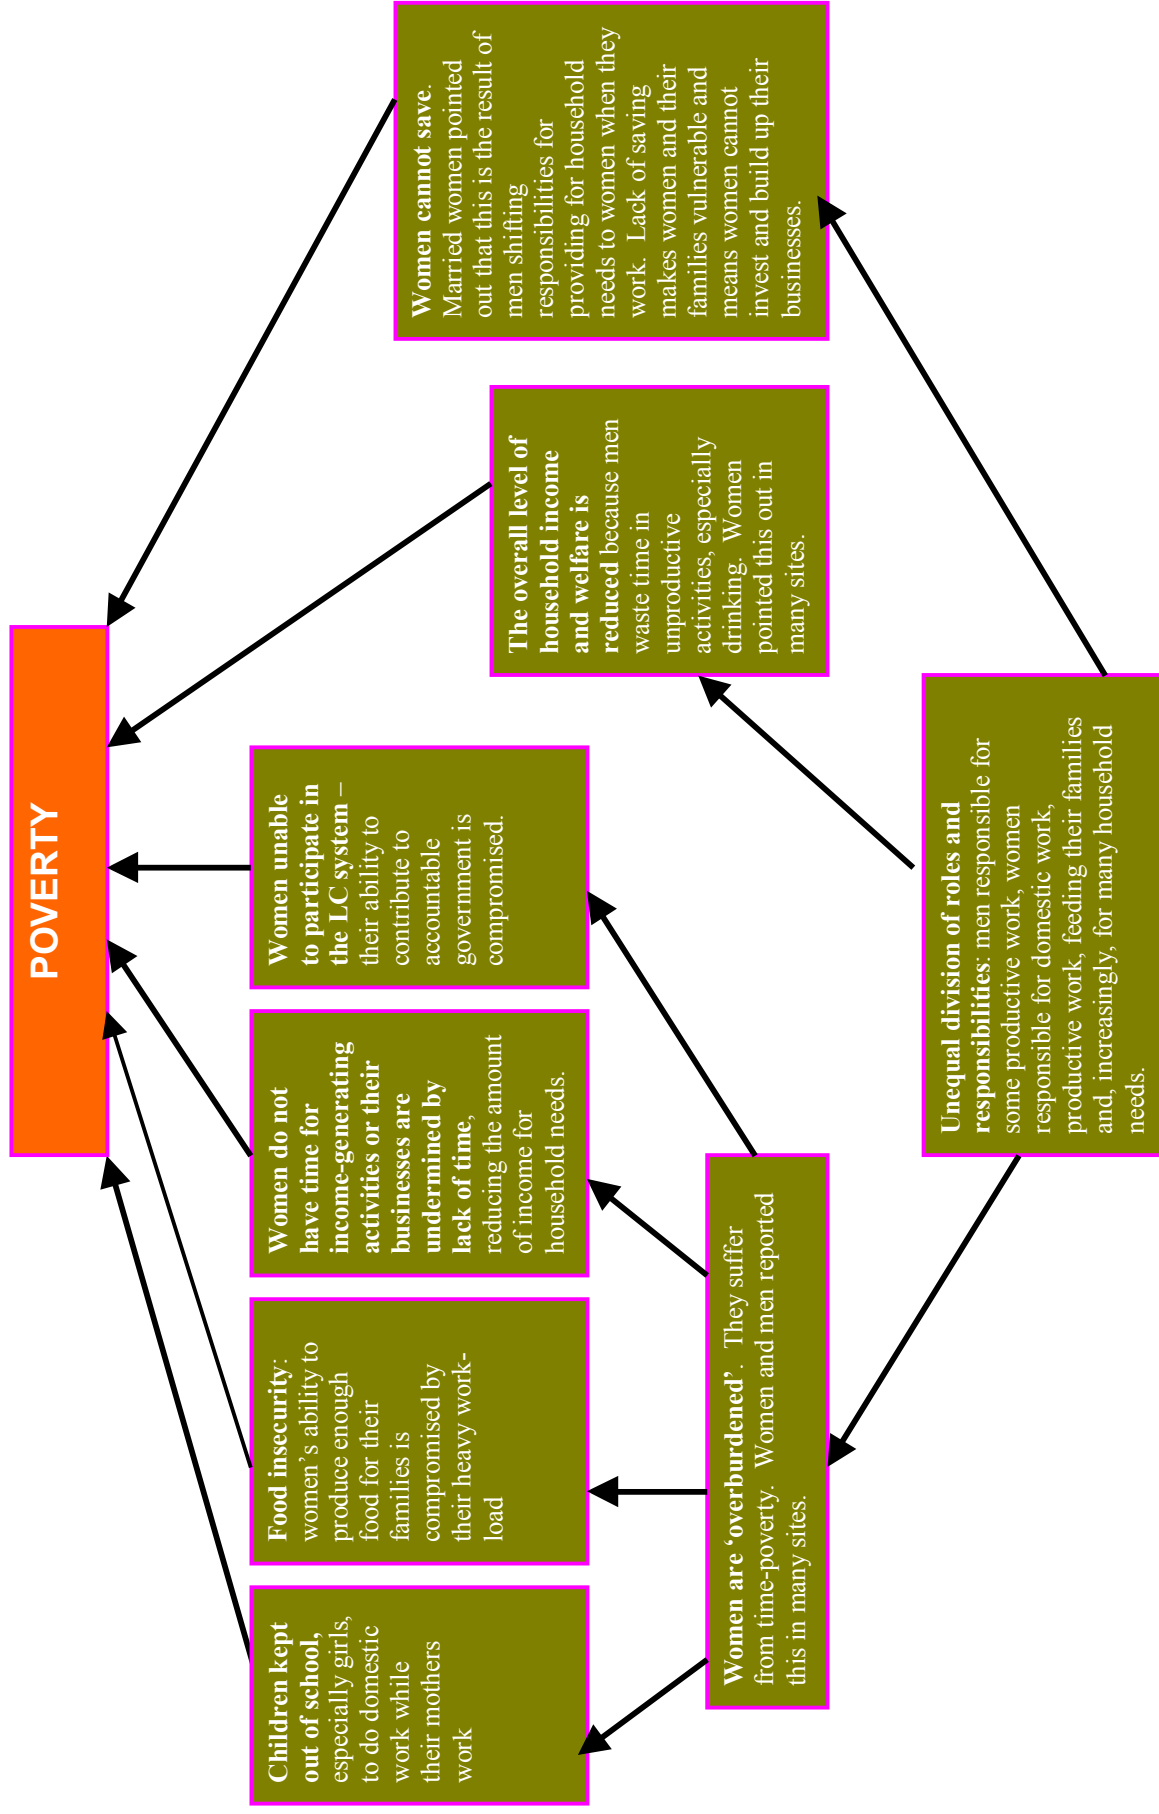 POVERTY
Children kept
out of school,
especially girls,
to do domestic
work while
their mothers
work
Food insecurity:
women’s ability to
produce enough
food for their
families is
compromised by
their heavy work-
load
Women do not
have time for
income-generating
activities or their
businesses are
undermined by
lack of time,
reducing the amount
of income for
household needs.
Women unable
to participate in
the LC system –
their ability to
contribute to
accountable
government is
compromised.
The overall level of
household income
and welfare is
reduced because men
waste time in
unproductive
activities, especially
drinking.  Women
pointed this out in
many sites.
Women cannot save.
Married women pointed
out that this is the result of
men shifting
responsibilities for
providing for household
needs to women when they
work.  Lack of saving
makes women and their
families vulnerable and
means women cannot
invest and build up their
businesses.
Women are ‘overburdened’.  They suffer
from time-poverty.  Women and men reported
this in many sites.
Unequal division of roles and
responsibilities: men responsible for
some productive work, women
responsible for domestic work,
productive work, feeding their families
and, increasingly, for many household
needs.